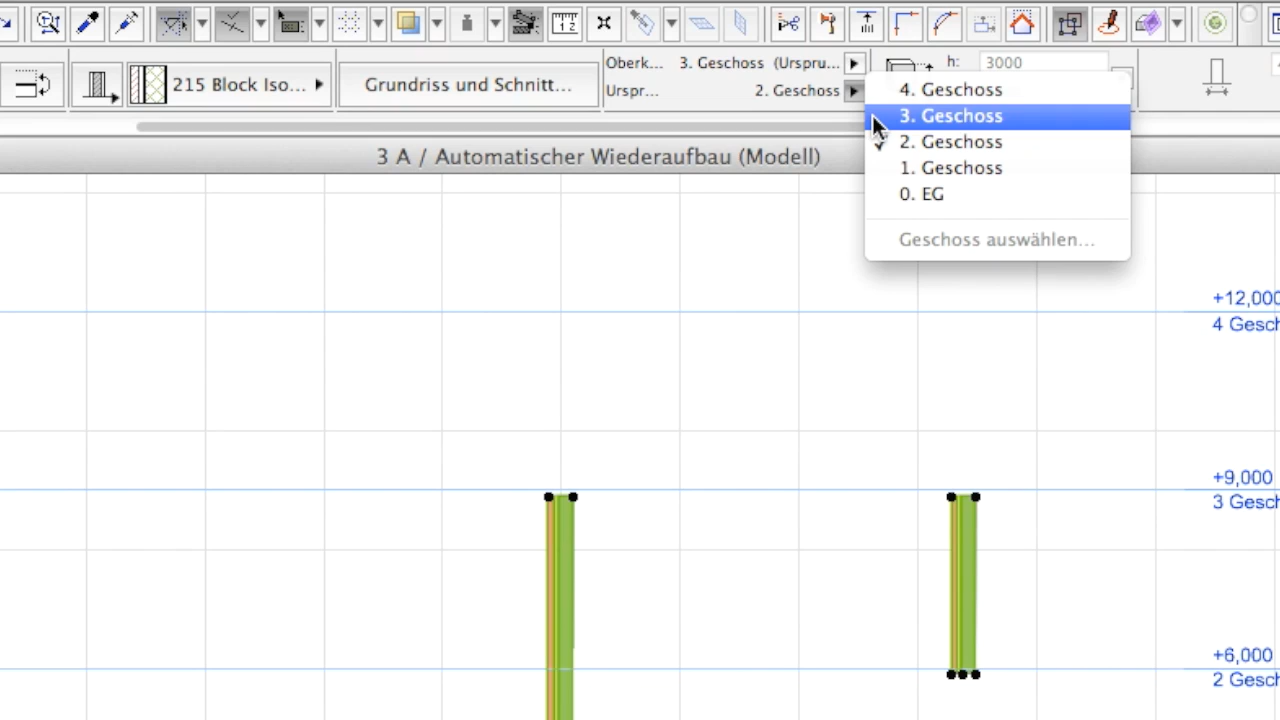 Oberk... 3. Geschoss (Urspru... h: 3000
215 Block Iso... Grundriss und Schnitt... Urspr... 2. Geschoss
4. Geschoss
3. Geschoss
2. Geschoss
1. Geschoss
0. EG
Geschoss auswählen...
3 A / Automatischer Wiederaufbau (Modell)
+12,000
4 Gesch
+9,000
3 Gesch
+6,000
2 Gesch